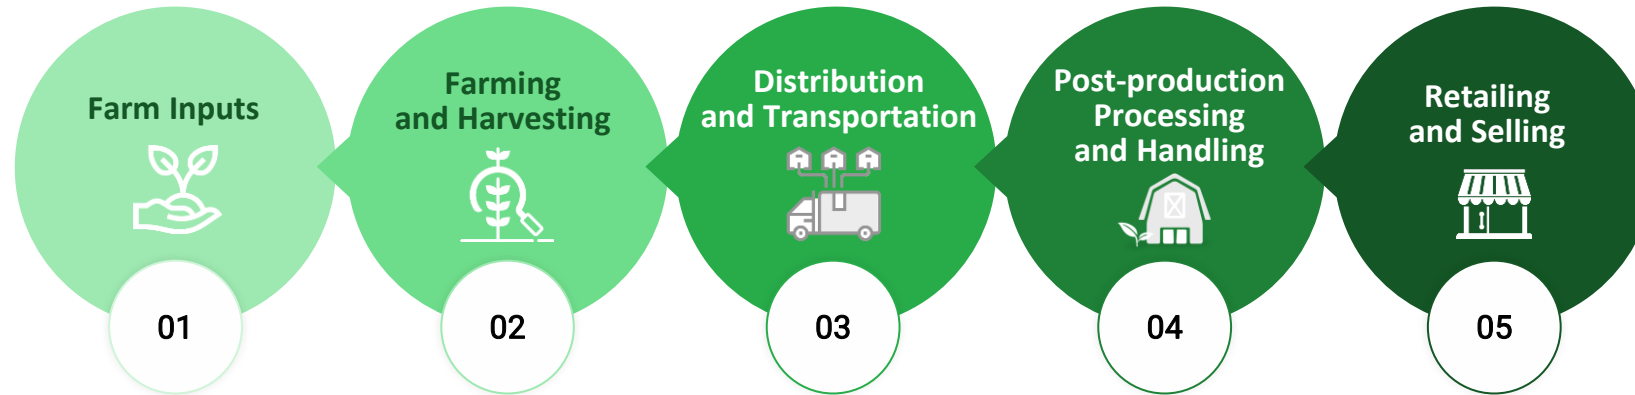 Farm Inputs
01
Farming
and Harvesting
02
Distribution
and Transportation
03
Post-production
Processing
and Handling
04
Retailing
and Selling
05